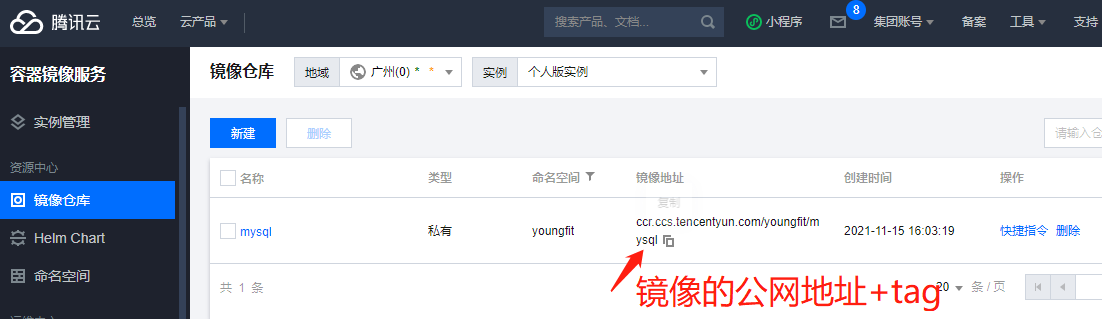 腾讯云 总览 云产品 搜索产品、文档... 小程序 8 集团账号 备案 工具 支持
容器镜像服务 镜像仓库 地域 广州(0) * * 实例 个人版实例
实例管理
新建 删除 请输入仓
资源中心
镜像仓库
名称 类型 命名空间 镜像地址 创建时间 操作
复制
mysql 私有 youngfit ccr.ccs.tencentyun.com/youngfit/m
ysql 2021-11-15 16:03:19 快捷指令 删除
Helm Chart
命名空间
共 1 条 20 条 / 页
镜像的公网地址+tag